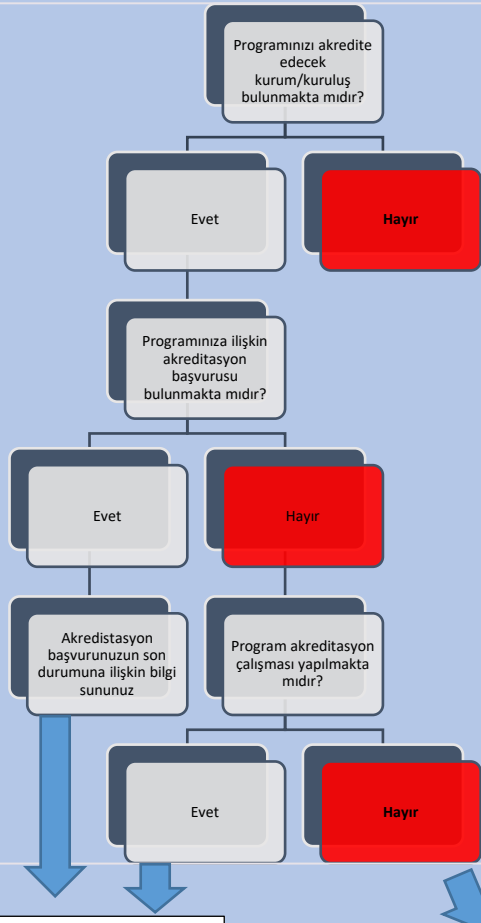 Programınızı akredite
edecek
kurum/kuruluş
bulunmakta mıdır?
Evet
Hayır
Programınıza ilişkin
akreditasyon
başvurusu
bulunmakta mıdır?
Evet
Hayır
Akredistasyon
başvurunuzun son
durumuna ilişkin bilgi
sununuz
Program akreditasyon
çalışması yapılmakta
mıdır?
Evet
Hayır